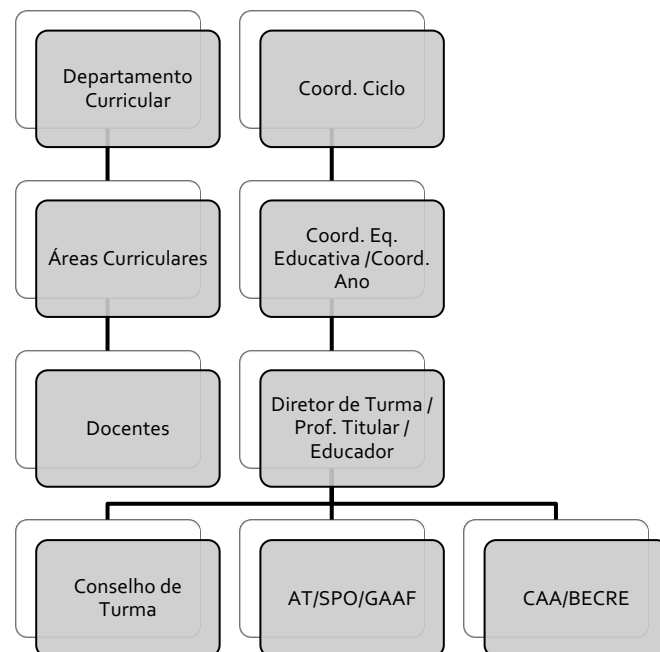 Departamento
Curricular
Coord. Ciclo
Áreas Curriculares
Coord. Eq.
Educativa /Coord.
Ano
Docentes
Diretor de Turma /
Prof. Titular /
Educador
Conselho de
Turma
AT/SPO/GAAF
CAA/BECRE